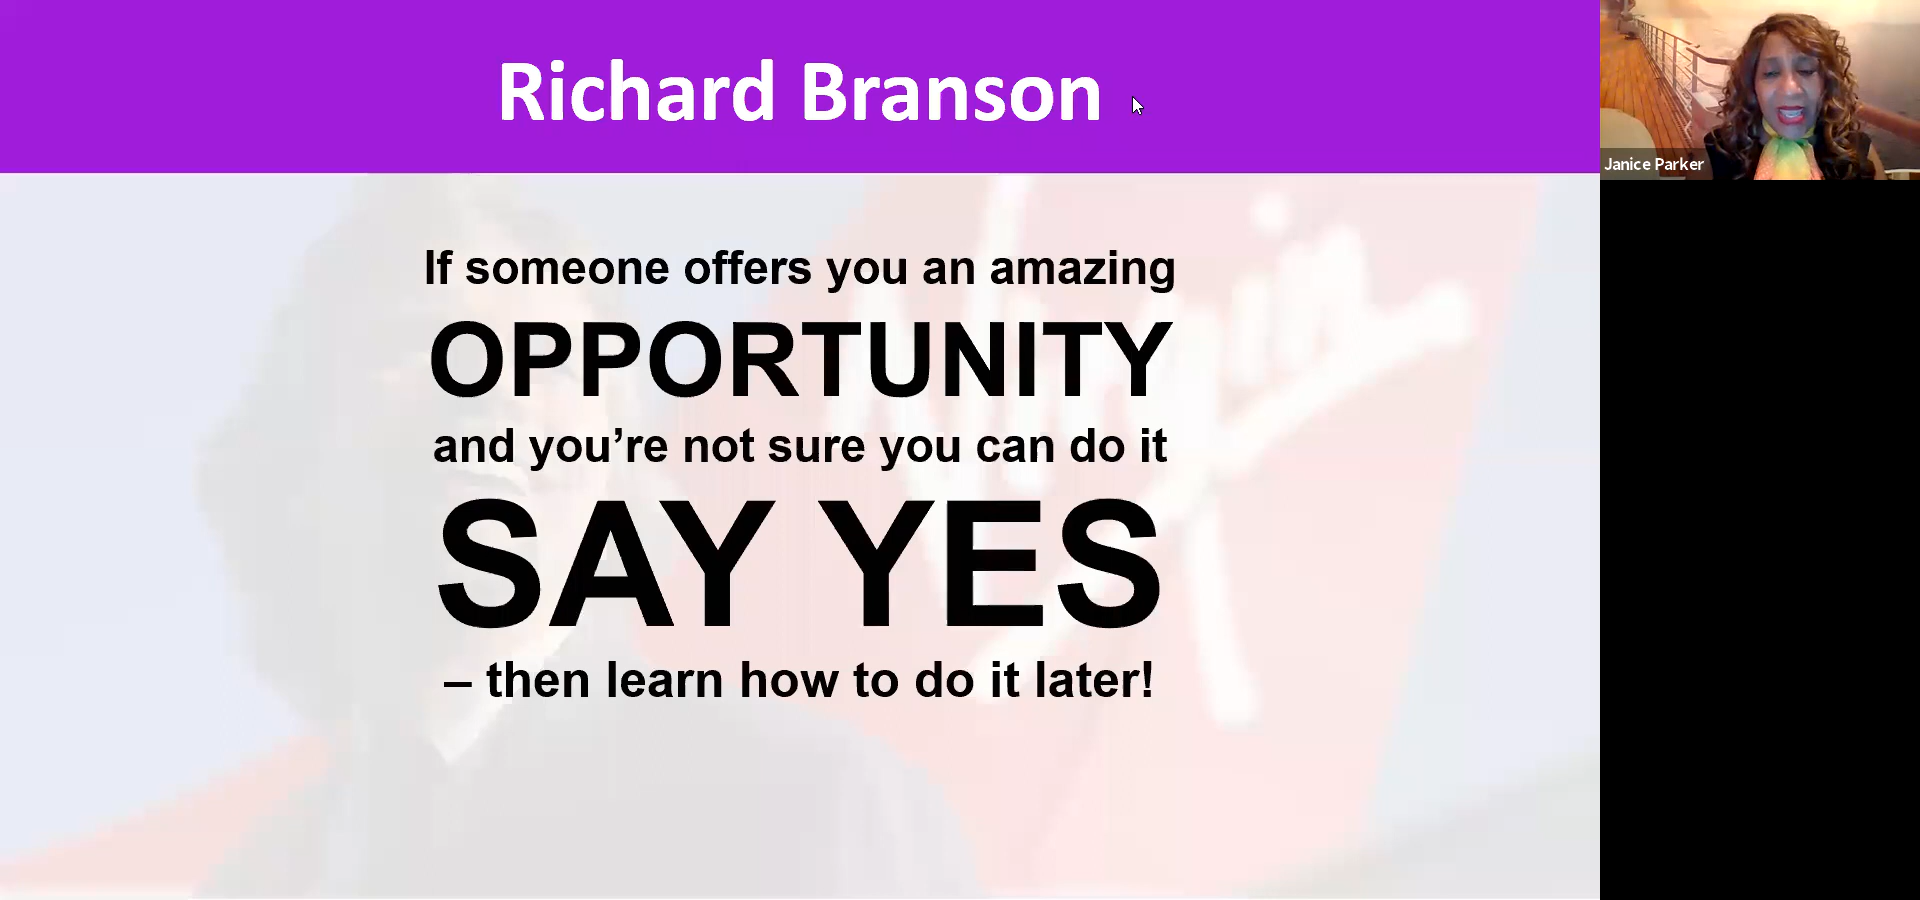 Richard Branson
If someone offers you an amazing
OPPORTUNITY
and you’re not sure you can do it
SAY YES
– then learn how to do it later!
Virgin
Janice Parker